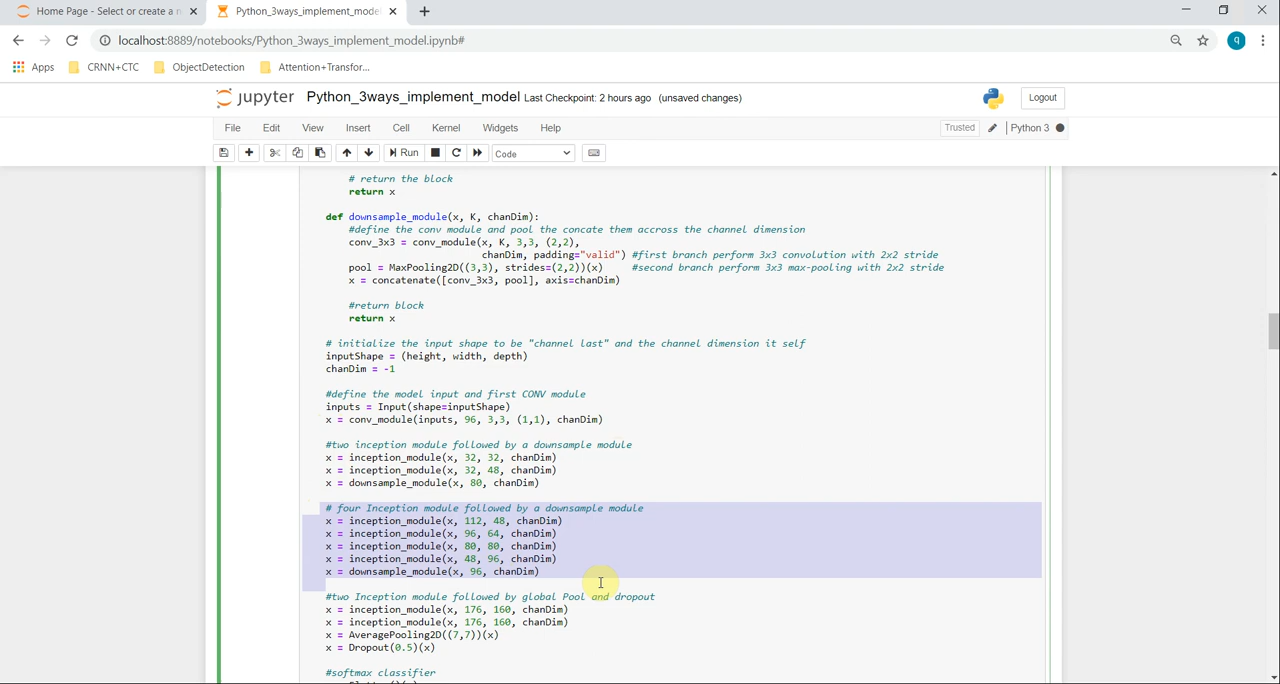 Home Page - Select or create a n
Python_3ways_implement_mode
localhost:8889/notebooks/Python_3ways_implement_model.ipynb#
q
Apps
CRNN+CTC
ObjectDetection
Attention+Transfor...
jupyter Python_3ways_implement_model Last Checkpoint: 2 hours ago (unsaved changes)
Logout
File Edit View Insert Cell Kernel Widgets Help
Trusted
Python 3
Run
Code
# return the block
return x
def downsample_module(x, K, chanDim):
#define the conv module and pool the concate them accross the channel dimension
conv_3x3 = conv_module(x, K, 3,3, (2,2),
chanDim, padding="valid") #first branch perform 3x3 convolution with 2x2 stride
pool = MaxPooling2D((3,3), strides=(2,2))(x) #second branch perform 3x3 max-pooling with 2x2 stride
x = concatenate([conv_3x3, pool], axis=chanDim)
#return block
return x
# initialize the input shape to be "channel last" and the channel dimension it self
inputShape = (height, width, depth)
chanDim = -1
#define the model input and first CONV module
inputs = Input(shape=inputShape)
x = conv_module(inputs, 96, 3,3, (1,1), chanDim)
#two inception module followed by a downsample module
x = inception_module(x, 32, 32, chanDim)
x = inception_module(x, 32, 48, chanDim)
x = downsample_module(x, 80, chanDim)
# four Inception module followed by a downsample module
x = inception_module(x, 112, 48, chanDim)
x = inception_module(x, 96, 64, chanDim)
x = inception_module(x, 80, 80, chanDim)
x = inception_module(x, 48, 96, chanDim)
x = downsample_module(x, 96, chanDim)
#two Inception module followed by global Pool and dropout
x = inception_module(x, 176, 160, chanDim)
x = inception_module(x, 176, 160, chanDim)
x = AveragePooling2D((7,7))(x)
x = Dropout(0.5)(x)
#softmax classifier